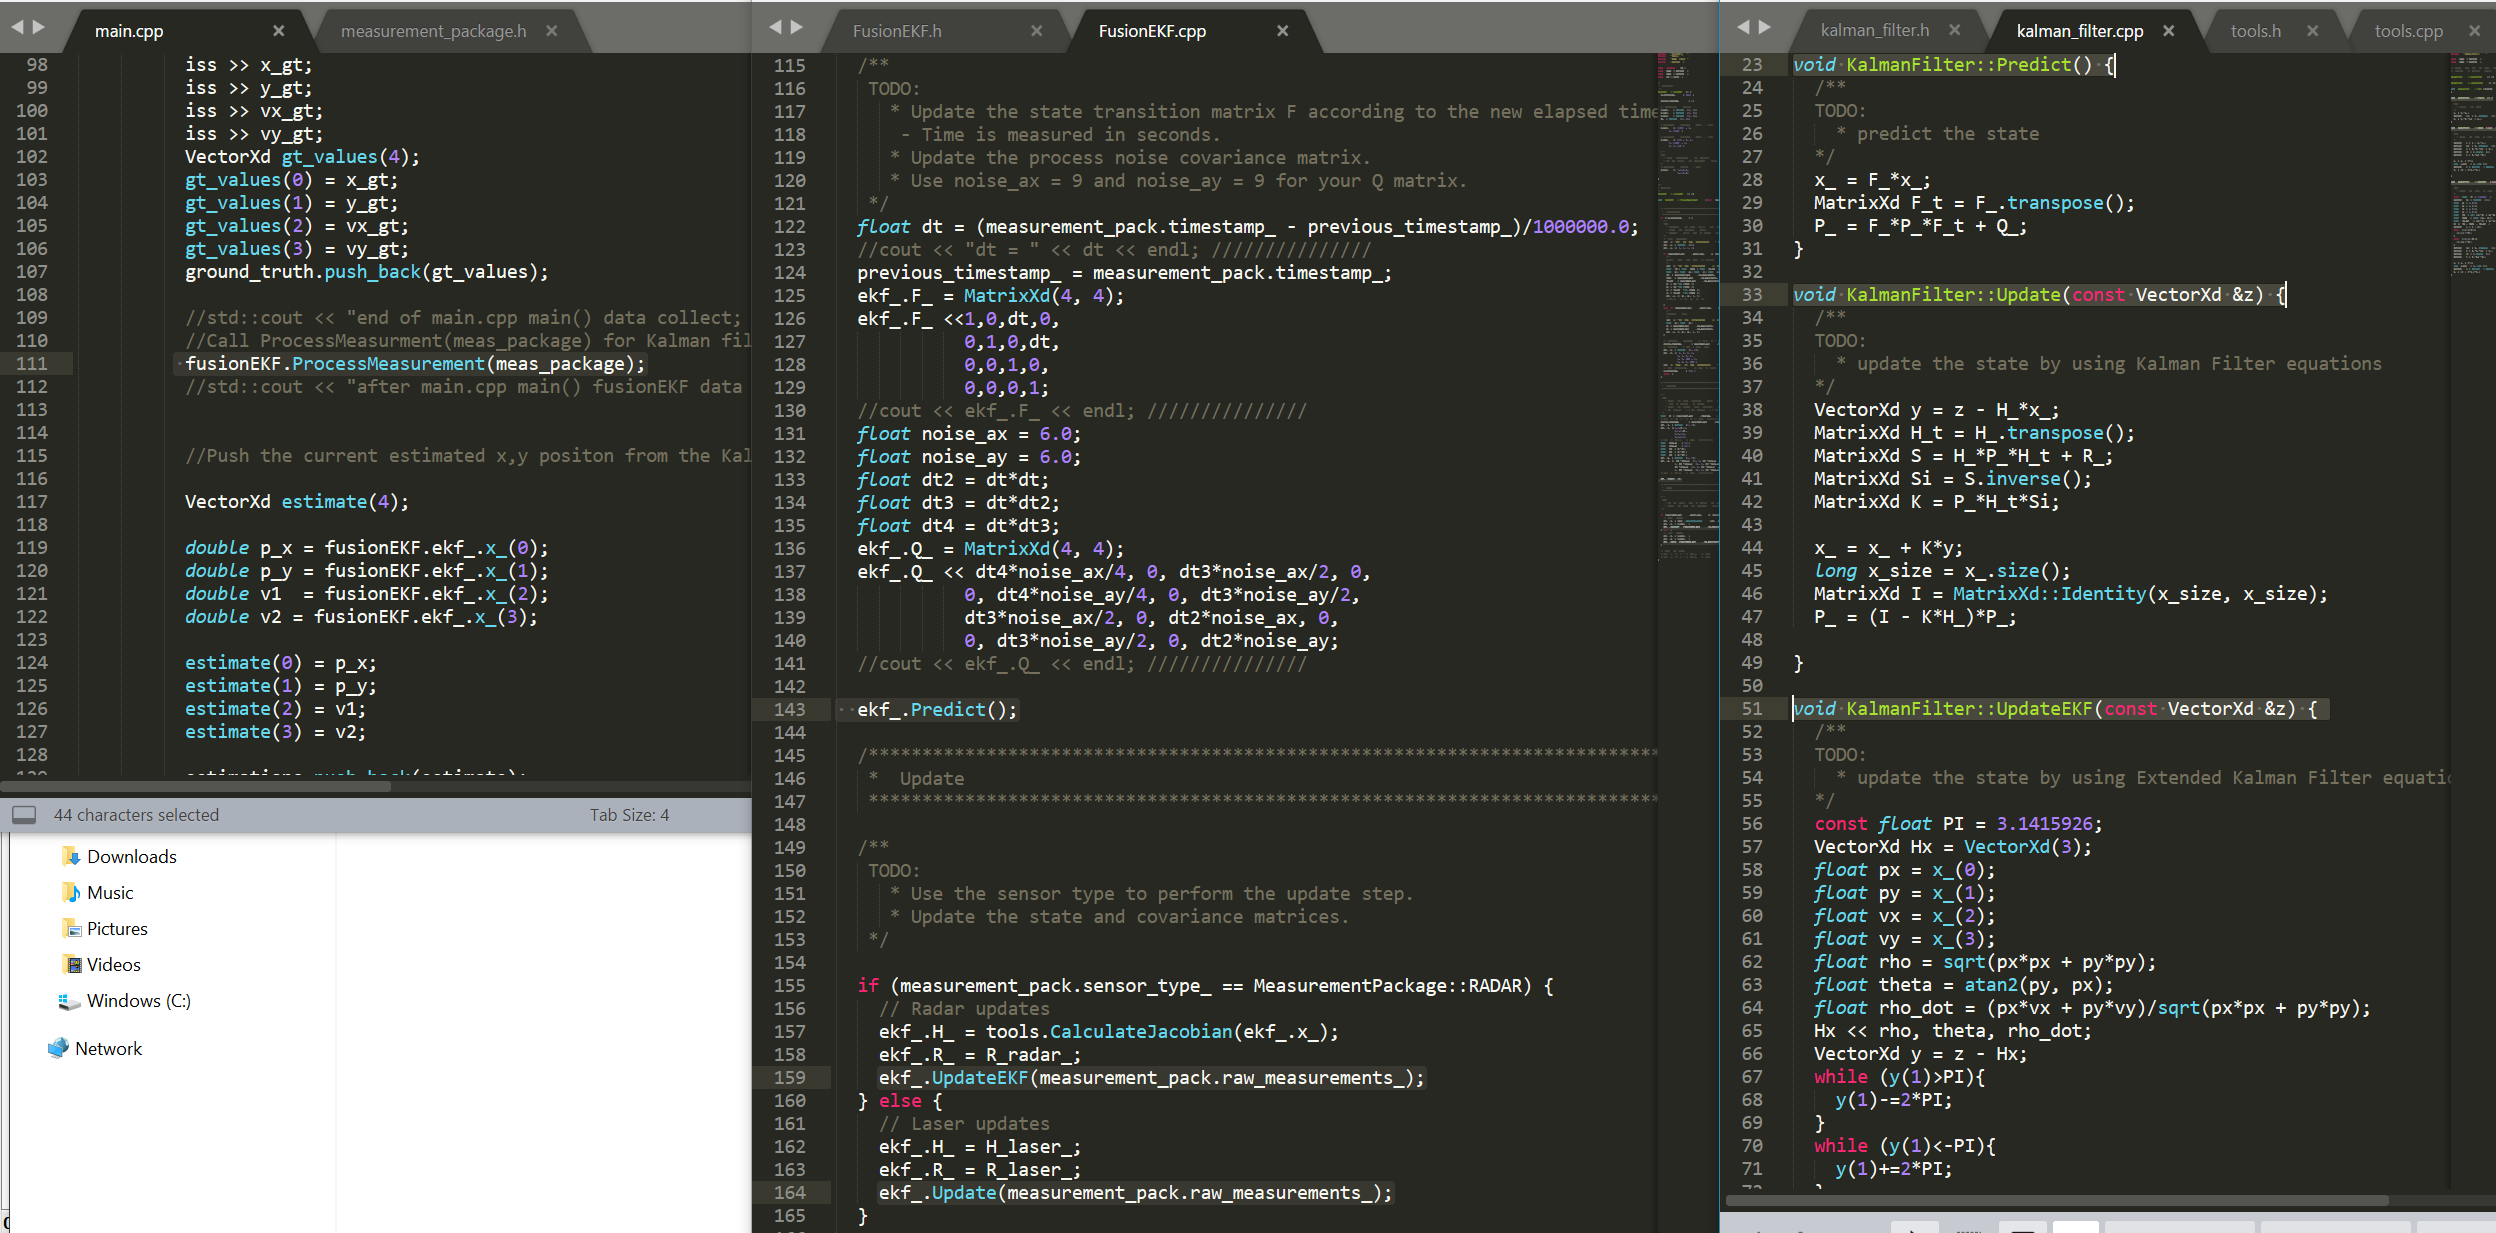 main.cpp
measurement_package.h
98 iss >> x_gt;
99 iss >> y_gt;
100 iss >> vx_gt;
101 iss >> vy_gt;
102 VectorXd gt_values(4);
103 gt_values(0) = x_gt;
104 gt_values(1) = y_gt;
105 gt_values(2) = vx_gt;
106 gt_values(3) = vy_gt;
107 ground_truth.push_back(gt_values);
108
109 //std::cout << "end of main.cpp main() data collect;
110 //Call ProcessMeasurment(meas_package) for Kalman fil
111 fusionEKF.ProcessMeasurement(meas_package);
112 //std::cout << "after main.cpp main() fusionEKF data
113
114
115 //Push the current estimated x,y positon from the Kal
116
117 VectorXd estimate(4);
118
119 double p_x = fusionEKF.ekf_.x_(0);
120 double p_y = fusionEKF.ekf_.x_(1);
121 double v1  = fusionEKF.ekf_.x_(2);
122 double v2 = fusionEKF.ekf_.x_(3);
123
124 estimate(0) = p_x;
125 estimate(1) = p_y;
126 estimate(2) = v1;
127 estimate(3) = v2;
128
44 characters selected
Tab Size: 4
Downloads
Music
Pictures
Videos
Windows (C:)
Network
FusionEKF.h
FusionEKF.cpp
115 /**
116 TODO:
117 * Update the state transition matrix F according to the new elapsed time
118 - Time is measured in seconds.
119 * Update the process noise covariance matrix.
120 * Use noise_ax = 9 and noise_ay = 9 for your Q matrix.
121 */
122 float dt = (measurement_pack.timestamp_ - previous_timestamp_)/1000000.0;
123 //cout << "dt = " << dt << endl; ///////////////
124 previous_timestamp_ = measurement_pack.timestamp_;
125 ekf_.F_ = MatrixXd(4, 4);
126 ekf_.F_ <<1,0,dt,0,
127 0,1,0,dt,
128 0,0,1,0,
129 0,0,0,1;
130 //cout << ekf_.F_ << endl; ///////////////
131 float noise_ax = 6.0;
132 float noise_ay = 6.0;
133 float dt2 = dt*dt;
134 float dt3 = dt*dt2;
135 float dt4 = dt*dt3;
136 ekf_.Q_ = MatrixXd(4, 4);
137 ekf_.Q_ << dt4*noise_ax/4, 0, dt3*noise_ax/2, 0,
138 0, dt4*noise_ay/4, 0, dt3*noise_ay/2,
139 dt3*noise_ax/2, 0, dt2*noise_ax, 0,
140 0, dt3*noise_ay/2, 0, dt2*noise_ay;
141 //cout << ekf_.Q_ << endl; ///////////////
142
143 ekf_.Predict();
144
145 /**************************************************************************
146 * Update
147 **************************************************************************
148
149 /**
150 TODO:
151 * Use the sensor type to perform the update step.
152 * Update the state and covariance matrices.
153 */
154
155 if (measurement_pack.sensor_type_ == MeasurementPackage::RADAR) {
156 // Radar updates
157 ekf_.H_ = tools.CalculateJacobian(ekf_.x_);
158 ekf_.R_ = R_radar_;
159 ekf_.UpdateEKF(measurement_pack.raw_measurements_);
160 } else {
161 // Laser updates
162 ekf_.H_ = H_laser_;
163 ekf_.R_ = R_laser_;
164 ekf_.Update(measurement_pack.raw_measurements_);
165 }
kalman_filter.h
kalman_filter.cpp
tools.h
tools.cpp
23 void KalmanFilter::Predict() {
24 /**
25 TODO:
26 * predict the state
27 */
28 x_ = F_*x_;
29 MatrixXd F_t = F_.transpose();
30 P_ = F_*P_*F_t + Q_;
31 }
32
33 void KalmanFilter::Update(const VectorXd &z) {
34 /**
35 TODO:
36 * update the state by using Kalman Filter equations
37 */
38 VectorXd y = z - H_*x_;
39 MatrixXd H_t = H_.transpose();
40 MatrixXd S = H_*P_*H_t + R_;
41 MatrixXd Si = S.inverse();
42 MatrixXd K = P_*H_t*Si;
43
44 x_ = x_ + K*y;
45 long x_size = x_.size();
46 MatrixXd I = MatrixXd::Identity(x_size, x_size);
47 P_ = (I - K*H_)*P_;
48
49 }
50
51 void KalmanFilter::UpdateEKF(const VectorXd &z) {
52 /**
53 TODO:
54 * update the state by using Extended Kalman Filter equatio
55 */
56 const float PI = 3.1415926;
57 VectorXd Hx = VectorXd(3);
58 float px = x_(0);
59 float py = x_(1);
60 float vx = x_(2);
61 float vy = x_(3);
62 float rho = sqrt(px*px + py*py);
63 float theta = atan2(py, px);
64 float rho_dot = (px*vx + py*vy)/sqrt(px*px + py*py);
65 Hx << rho, theta, rho_dot;
66 VectorXd y = z - Hx;
67 while (y(1)>PI){
68 y(1)-=2*PI;
69 }
70 while (y(1)<-PI){
71 y(1)+=2*PI;